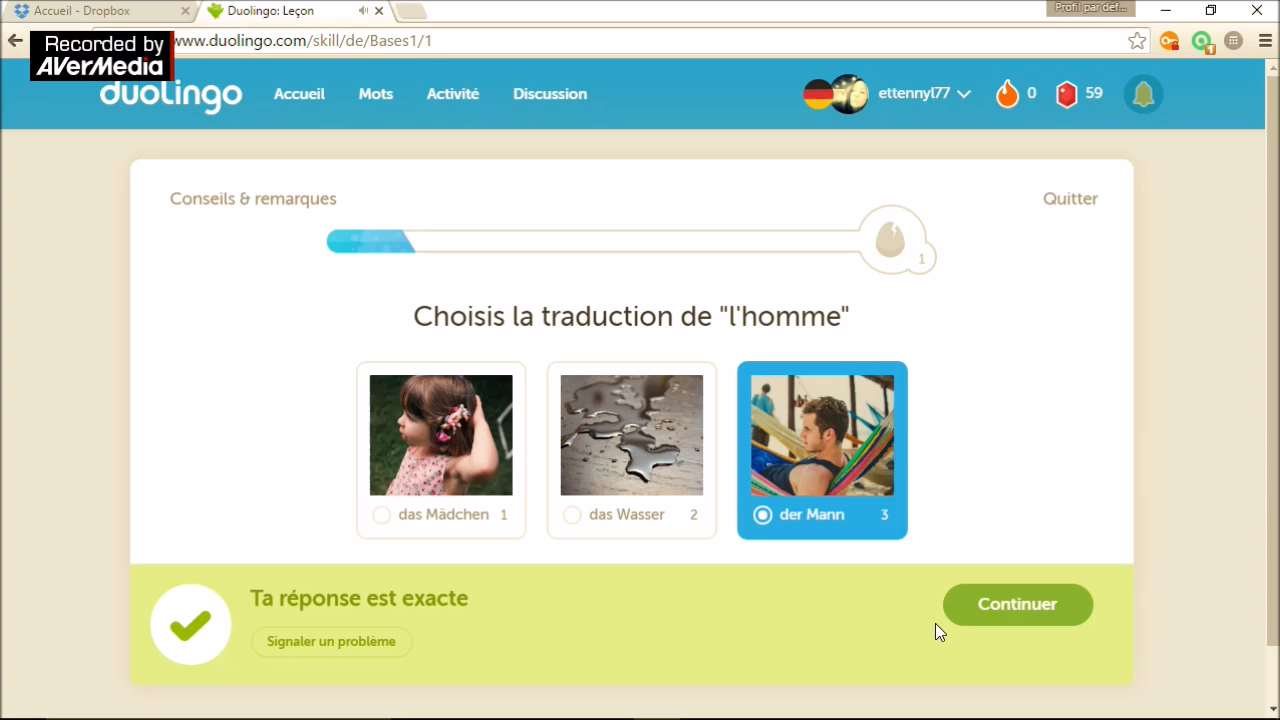 Accueil - Dropbox
Duolingo: Leçon
Profil par déf...
Recorded by
AVerMedia
www.duolingo.com/skill/de/Bases1/1
1
duolingo
Accueil
Mots
Activité
Discussion
ettennyl77
0
59
Conseils & remarques
Quitter
1
Choisis la traduction de "l'homme"
das Mädchen 1
das Wasser 2
der Mann 3
Ta réponse est exacte
Continuer
Signaler un problème